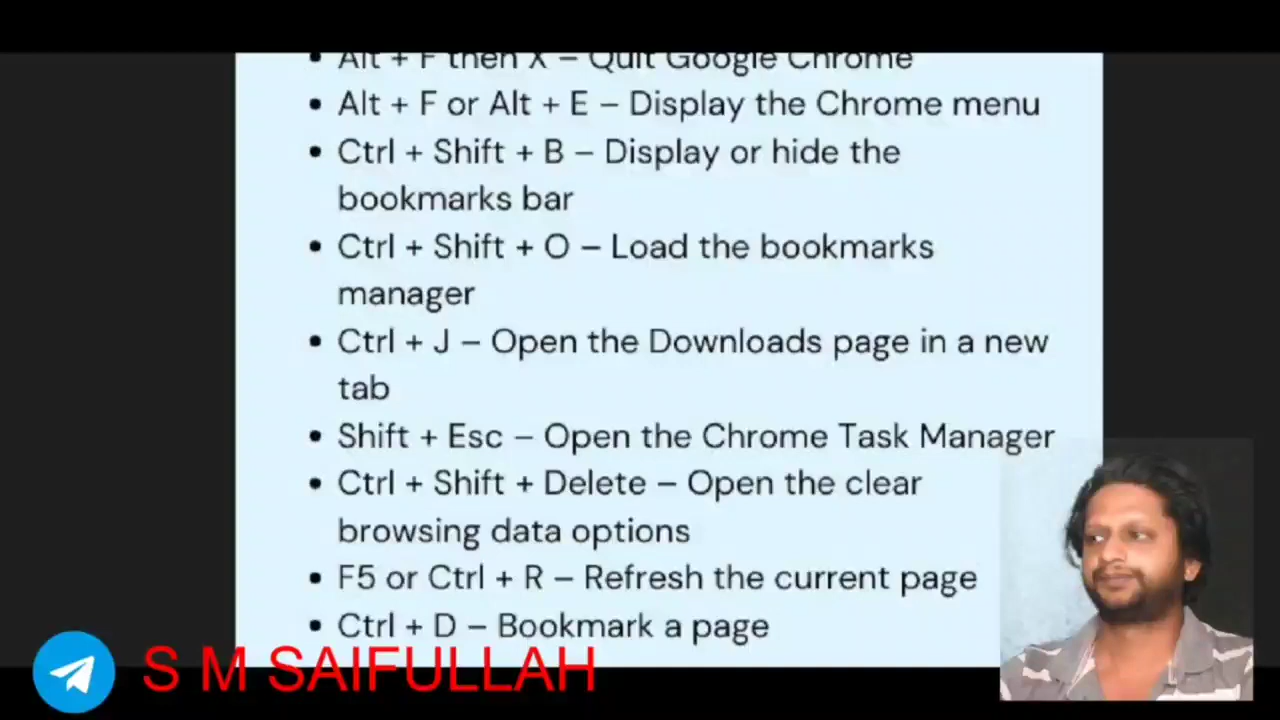 • Alt + F then X – Quit Google Chrome
• Alt + F or Alt + E – Display the Chrome menu
• Ctrl + Shift + B – Display or hide the
bookmarks bar
• Ctrl + Shift + O – Load the bookmarks
manager
• Ctrl + J – Open the Downloads page in a new
tab
• Shift + Esc – Open the Chrome Task Manager
• Ctrl + Shift + Delete – Open the clear
browsing data options
• F5 or Ctrl + R – Refresh the current page
• Ctrl + D – Bookmark a page
S M SAIFULLAH